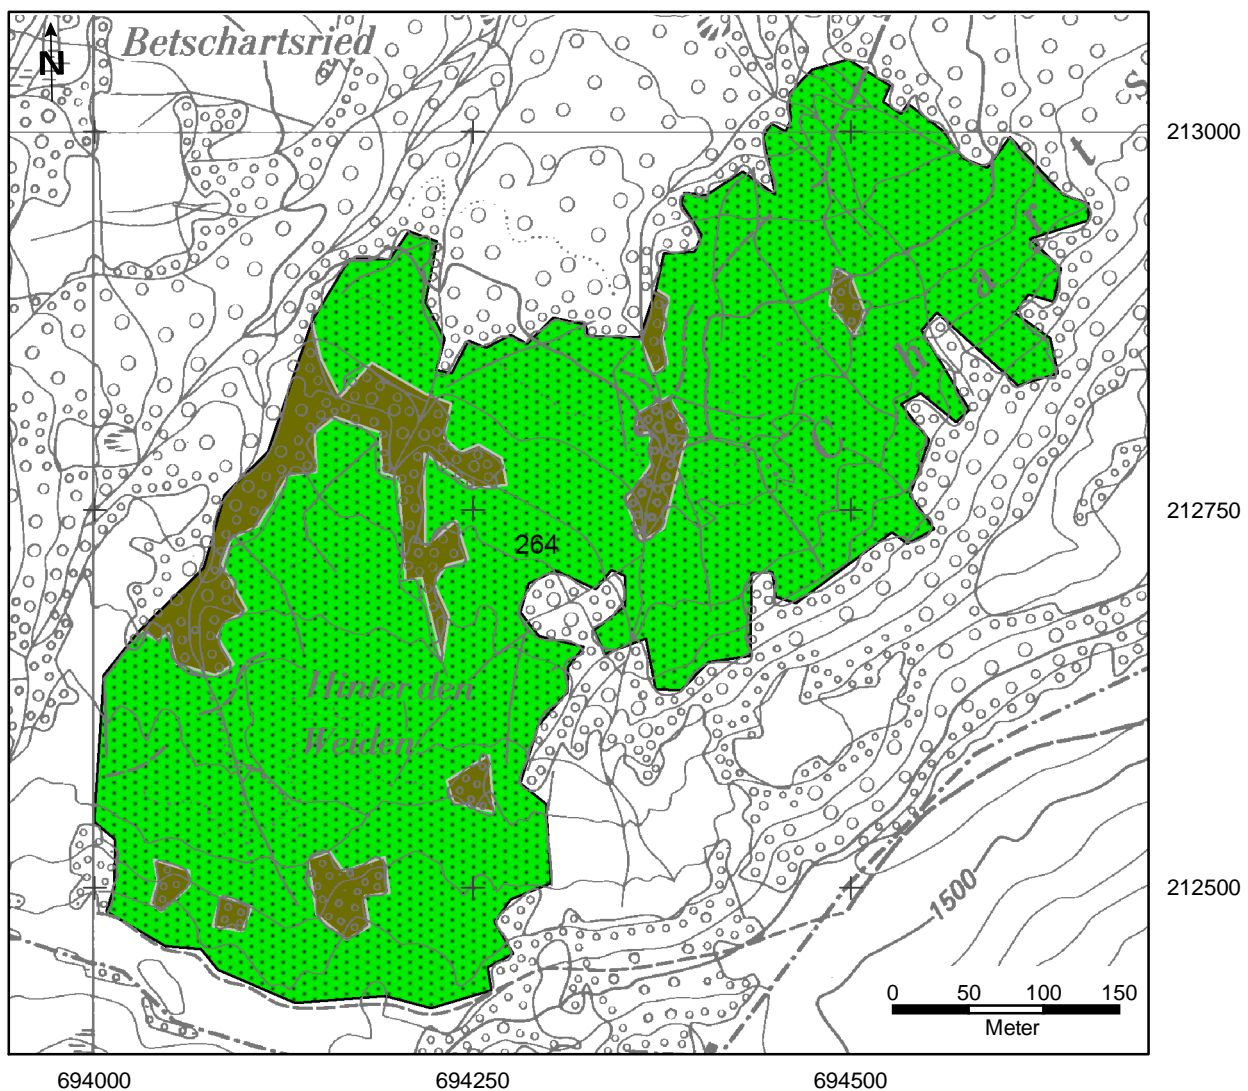 Betschartsried
N
213000
s
t
r
a
h
c
212750
264
Hinter den
Weiden
212500
1500
0 50 100 150
Meter
694000 694250 694500